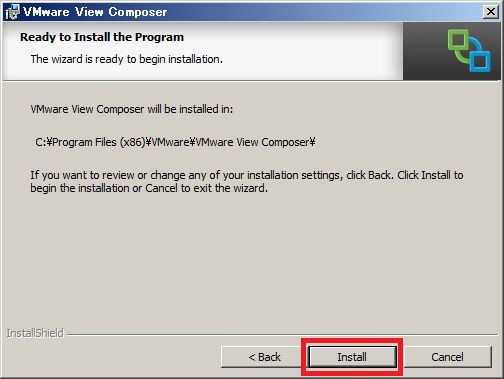 VMware View Composer
Ready to Install the Program
The wizard is ready to begin installation.
VMware View Composer will be installed in:
C:¥Program Files (x86)¥VMware¥VMware View Composer¥
If you want to review or change any of your installation settings, click Back. Click Install to
begin the installation or Cancel to exit the wizard.
InstallShield
< Back Install Cancel